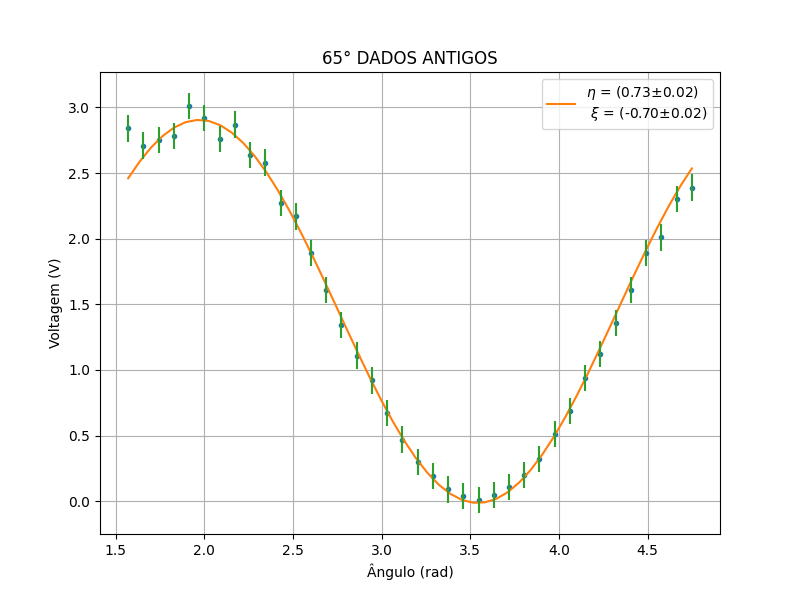 65° DADOS ANTIGOS
η = (0.73±0.02)
ξ = (-0.70±0.02)
Voltagem (V)
3.0
2.5
2.0
1.5
1.0
0.5
0.0
1.5 2.0 2.5 3.0 3.5 4.0 4.5
Ângulo (rad)